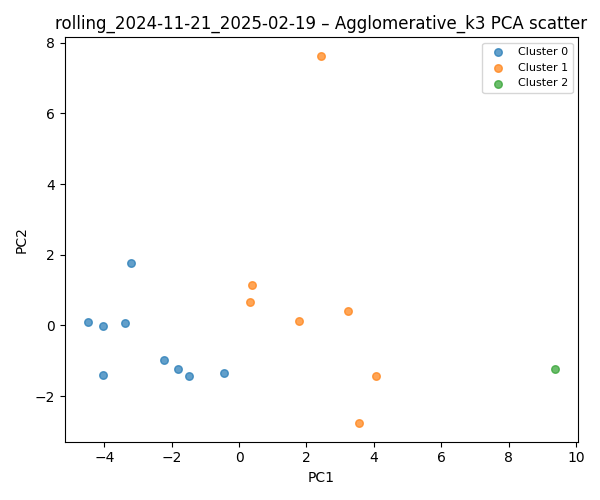 rolling_2024-11-21_2025-02-19 – Agglomerative_k3 PCA scatter
Cluster 0
Cluster 1
Cluster 2
PC2
8
6
4
2
0
−2
−4 −2 0 2 4 6 8 10
PC1